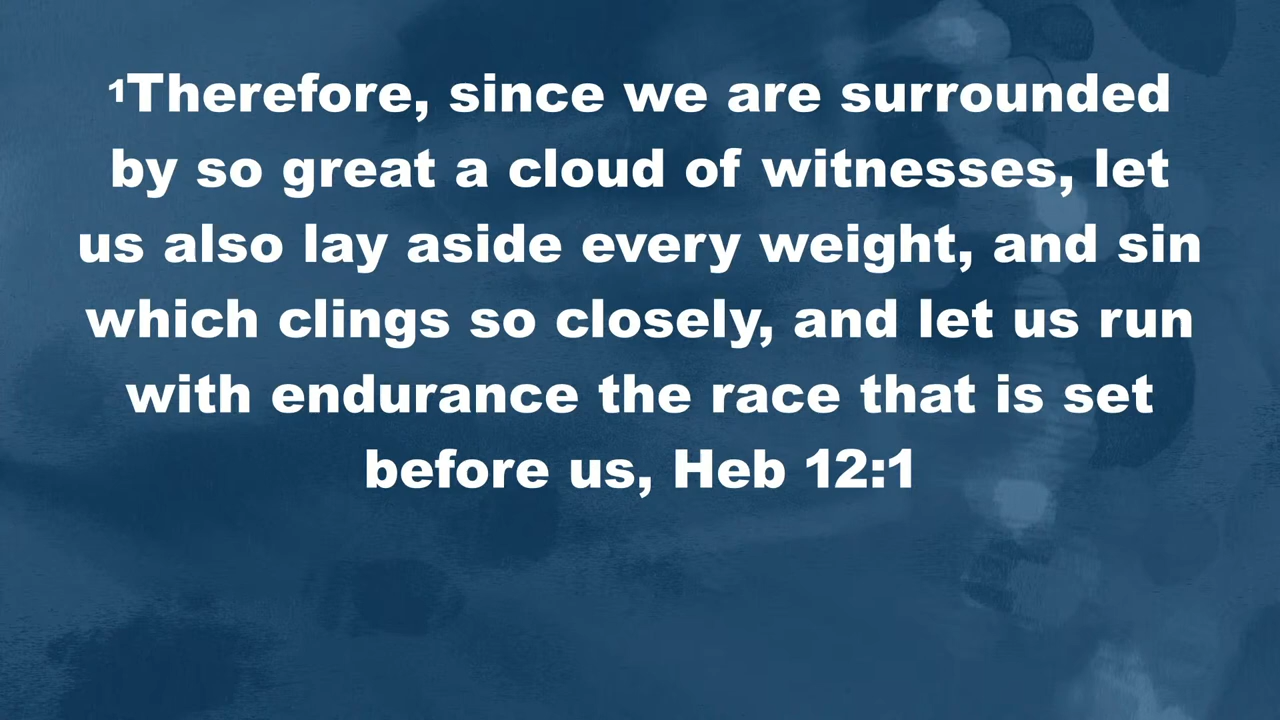 ¹Therefore, since we are surrounded
by so great a cloud of witnesses, let
us also lay aside every weight, and sin
which clings so closely, and let us run
with endurance the race that is set
before us, Heb 12:1